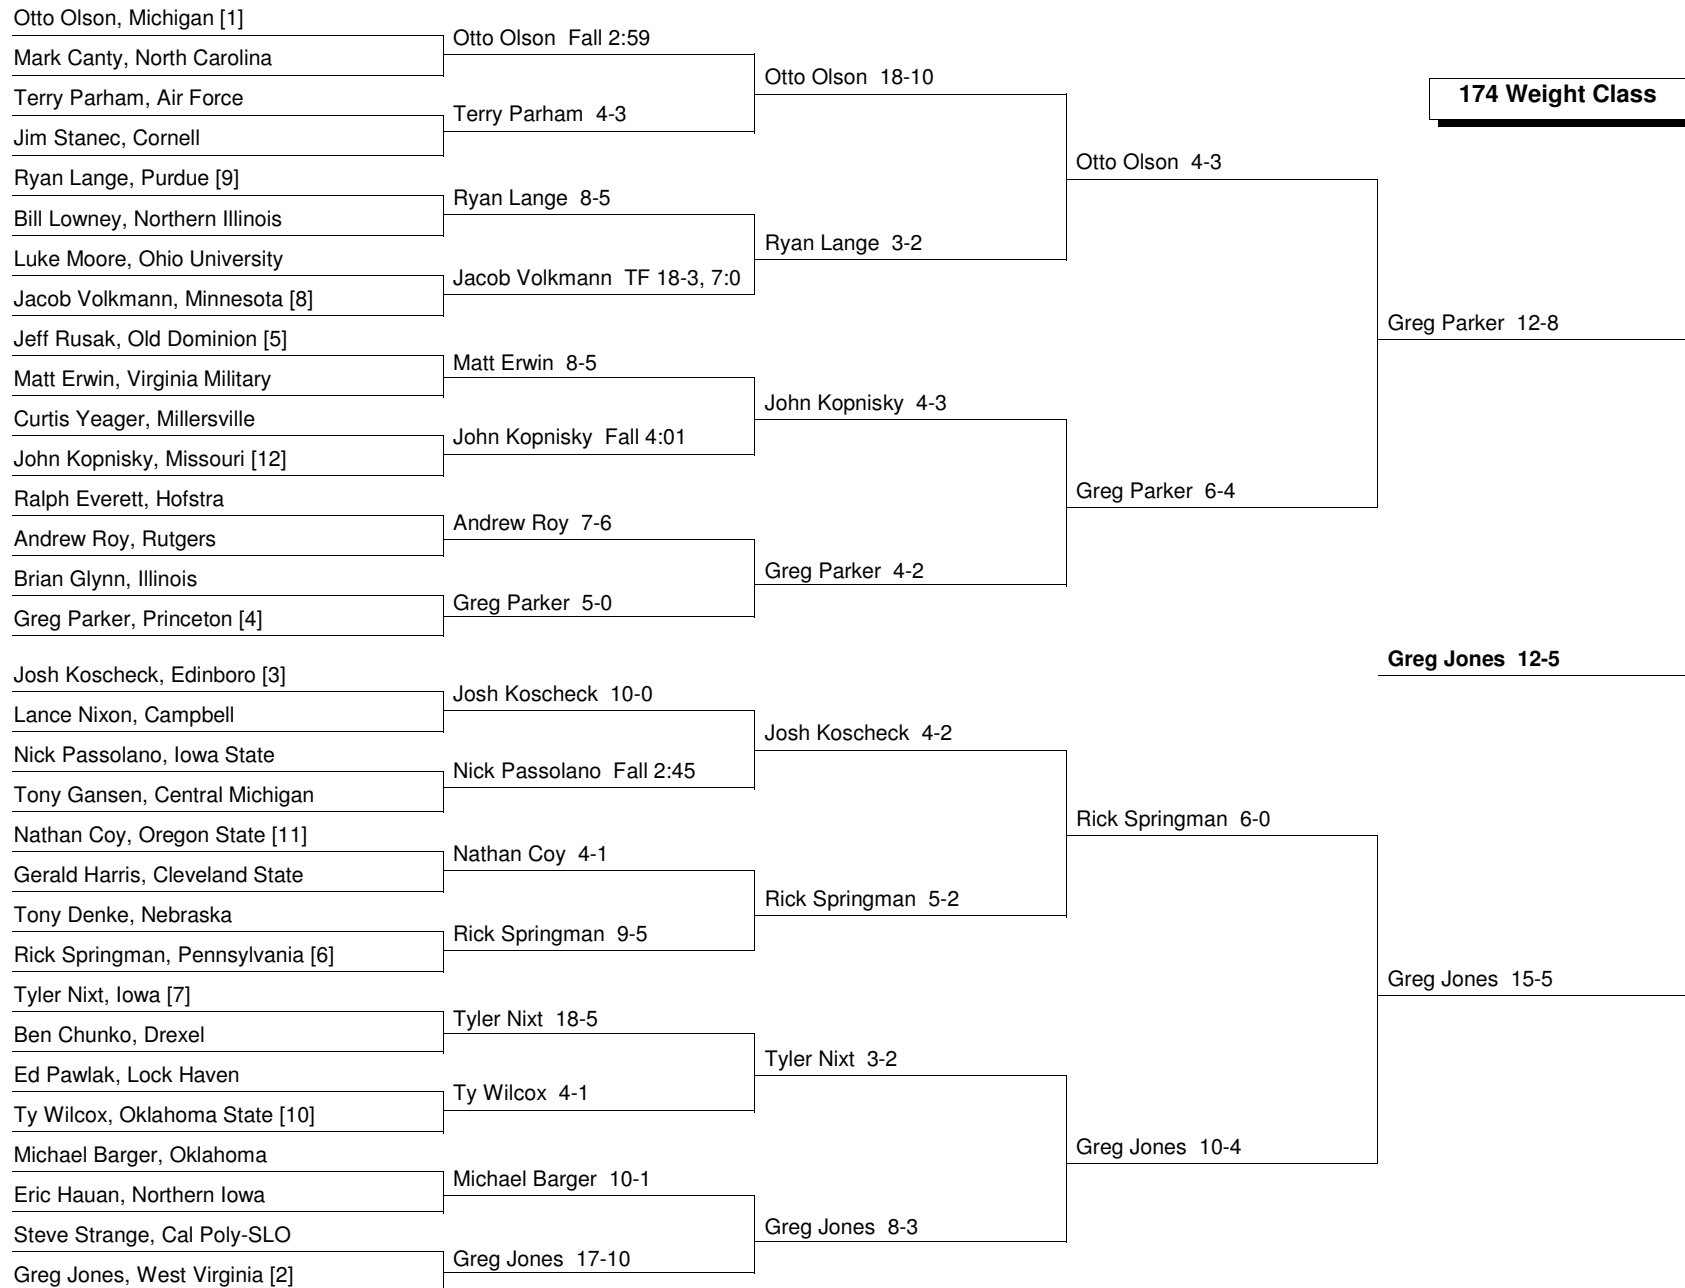 Otto Olson, Michigan [1]
Mark Canty, North Carolina
Terry Parham, Air Force
Jim Stanec, Cornell
Ryan Lange, Purdue [9]
Bill Lowney, Northern Illinois
Luke Moore, Ohio University
Jacob Volkmann, Minnesota [8]
Jeff Rusak, Old Dominion [5]
Matt Erwin, Virginia Military
Curtis Yeager, Millersville
John Kopnisky, Missouri [12]
Ralph Everett, Hofstra
Andrew Roy, Rutgers
Brian Glynn, Illinois
Greg Parker, Princeton [4]
Josh Koscheck, Edinboro [3]
Lance Nixon, Campbell
Nick Passolano, Iowa State
Tony Gansen, Central Michigan
Nathan Coy, Oregon State [11]
Gerald Harris, Cleveland State
Tony Denke, Nebraska
Rick Springman, Pennsylvania [6]
Tyler Nixt, Iowa [7]
Ben Chunko, Drexel
Ed Pawlak, Lock Haven
Ty Wilcox, Oklahoma State [10]
Michael Barger, Oklahoma
Eric Hauan, Northern Iowa
Steve Strange, Cal Poly-SLO
Greg Jones, West Virginia [2]
Otto Olson Fall 2:59
Terry Parham 4-3
Ryan Lange 8-5
Jacob Volkmann TF 18-3, 7:0
Matt Erwin 8-5
John Kopnisky Fall 4:01
Andrew Roy 7-6
Greg Parker 5-0
Josh Koscheck 10-0
Nick Passolano Fall 2:45
Nathan Coy 4-1
Rick Springman 9-5
Tyler Nixt 18-5
Ty Wilcox 4-1
Michael Barger 10-1
Greg Jones 17-10
Otto Olson 18-10
Ryan Lange 3-2
John Kopnisky 4-3
Greg Parker 4-2
Josh Koscheck 4-2
Rick Springman 5-2
Tyler Nixt 3-2
Greg Jones 8-3
Otto Olson 4-3
Greg Parker 6-4
Rick Springman 6-0
Greg Jones 10-4
174 Weight Class
Greg Parker 12-8
Greg Jones 12-5
Greg Jones 15-5